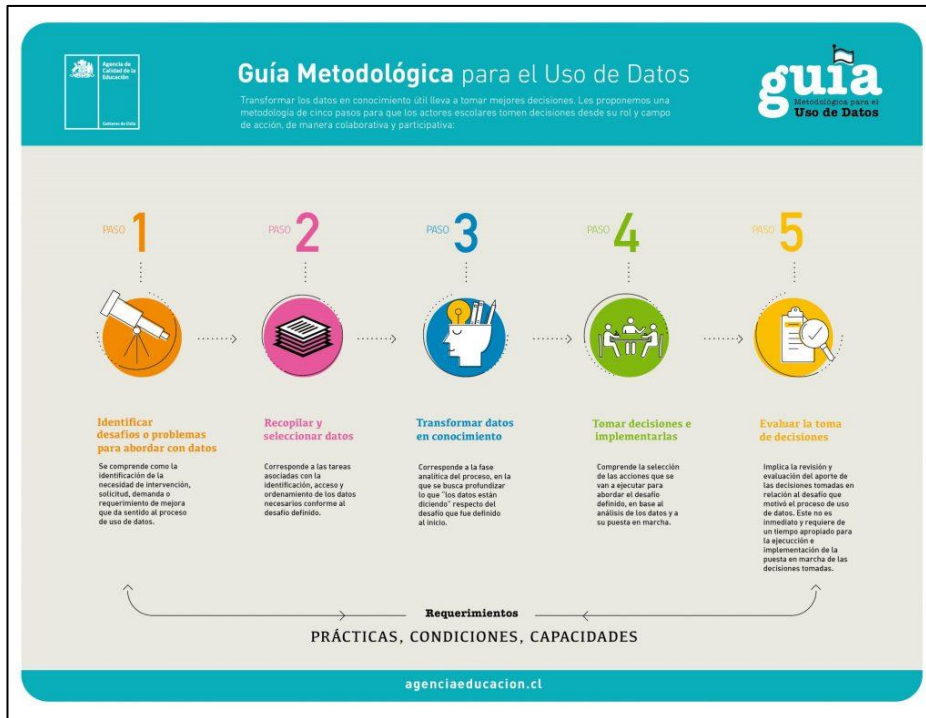 Agencia de
Calidad de la
Educación
Gobierno de Chile
Guía Metodológica para el Uso de Datos
Transformar los datos en conocimiento útil lleva a tomar mejores decisiones. Les proponemos una
metodología de cinco pasos para que los actores escolares tomen decisiones desde su rol y campo
de acción, de manera colaborativa y participativa:
guía
Metodológica para el
Uso de Datos
PASO 1
PASO 2
PASO 3
PASO 4
PASO 5
Identificar
desafíos o problemas
para abordar con datos
Se comprende como la
identificación de la
necesidad de intervención,
solicitud, demanda o
requerimiento de mejora
que da sentido al proceso
de uso de datos.
Recopilar y
seleccionar datos
Corresponde a las tareas
asociadas con la
identificación, acceso y
ordenamiento de los datos
necesarios conforme al
desafío definido.
Transformar datos
en conocimiento
Corresponde a la fase
analítica del proceso, en la
que se busca profundizar
lo que "los datos están
diciendo" respecto del
desafío que fue definido
al inicio.
Tomar decisiones e
implementarlas
Comprende la selección
de las acciones que se
van a ejecutar para
abordar el desafío
definido, en base al
análisis de los datos y a
su puesta en marcha.
Evaluar la toma
de decisiones
Implica la revisión y
evaluación del aporte de
las decisiones tomadas en
relación al desafío que
motivó el proceso de uso
de datos. Este no es
inmediato y requiere de
un tiempo apropiado para
la ejecucción e
implementación de la
puesta en marcha de las
decisiones tomadas.
Requerimientos
PRÁCTICAS, CONDICIONES, CAPACIDADES
agenciaeducacion.cl